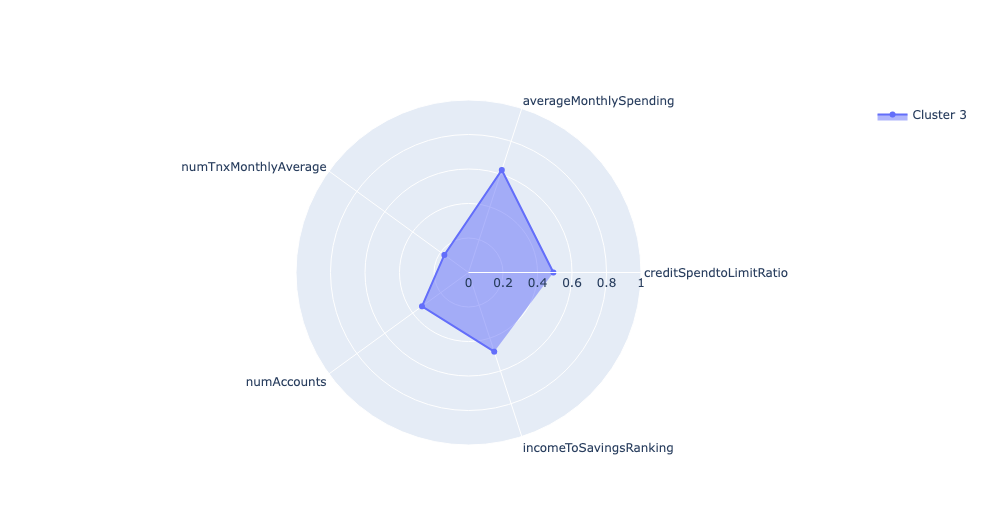 averageMonthlySpending
Cluster 3
numTnxMonthlyAverage
creditSpendtoLimitRatio
0 0.2 0.4 0.6 0.8 1
numAccounts
incomeToSavingsRanking